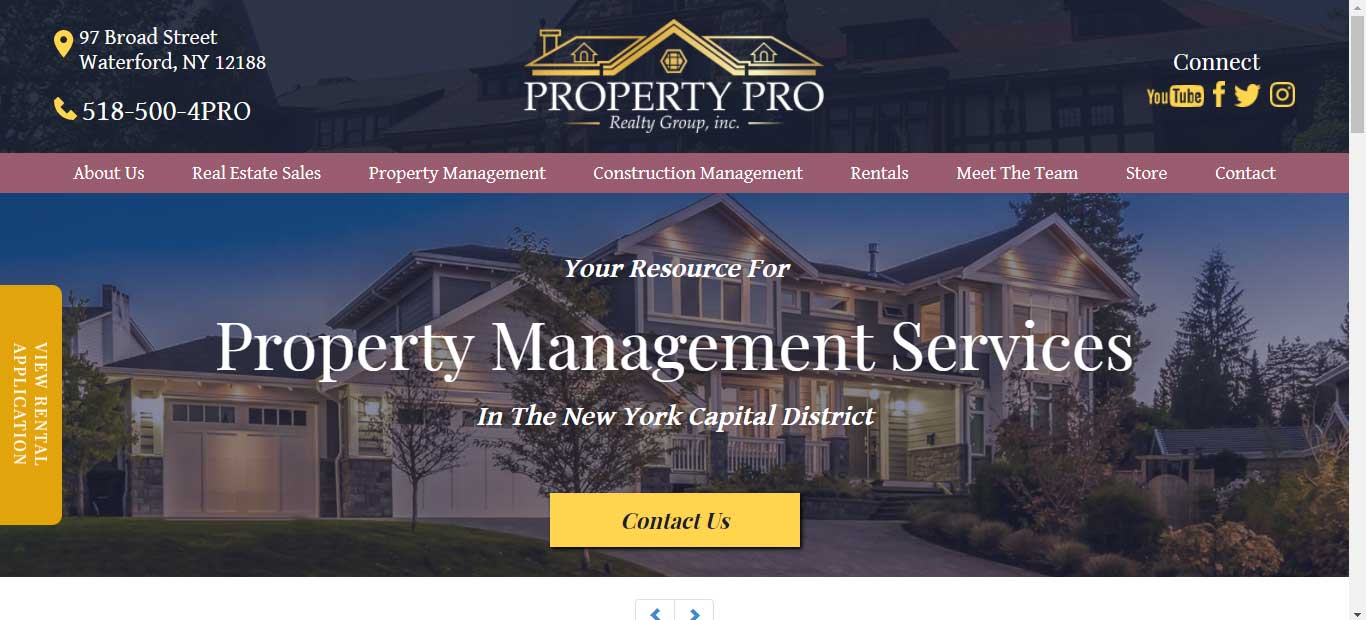 97 Broad Street
Waterford, NY 12188
518-500-4PRO
PROPERTY PRO
Realty Group, inc.
Connect
YouTube
About Us Real Estate Sales Property Management Construction Management Rentals Meet The Team Store Contact
Your Resource For
Property Management Services
In The New York Capital District
VIEW RENTAL
APPLICATION
Contact Us